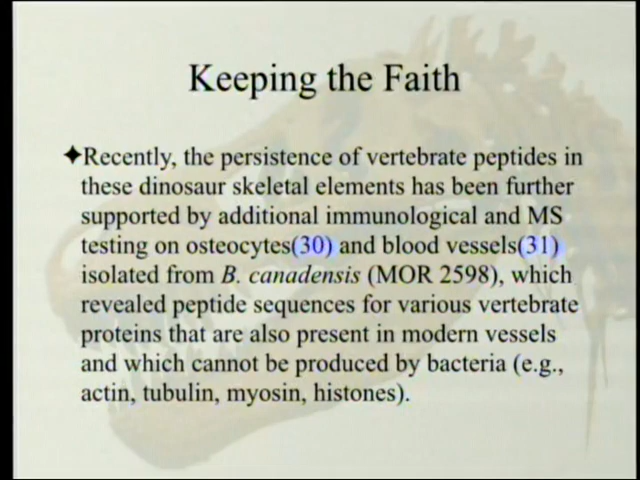 Keeping the Faith
✦Recently, the persistence of vertebrate peptides in
these dinosaur skeletal elements has been further
supported by additional immunological and MS
testing on osteocytes(30) and blood vessels(31)
isolated from B. canadensis (MOR 2598), which
revealed peptide sequences for various vertebrate
proteins that are also present in modern vessels
and which cannot be produced by bacteria (e.g.,
actin, tubulin, myosin, histones).